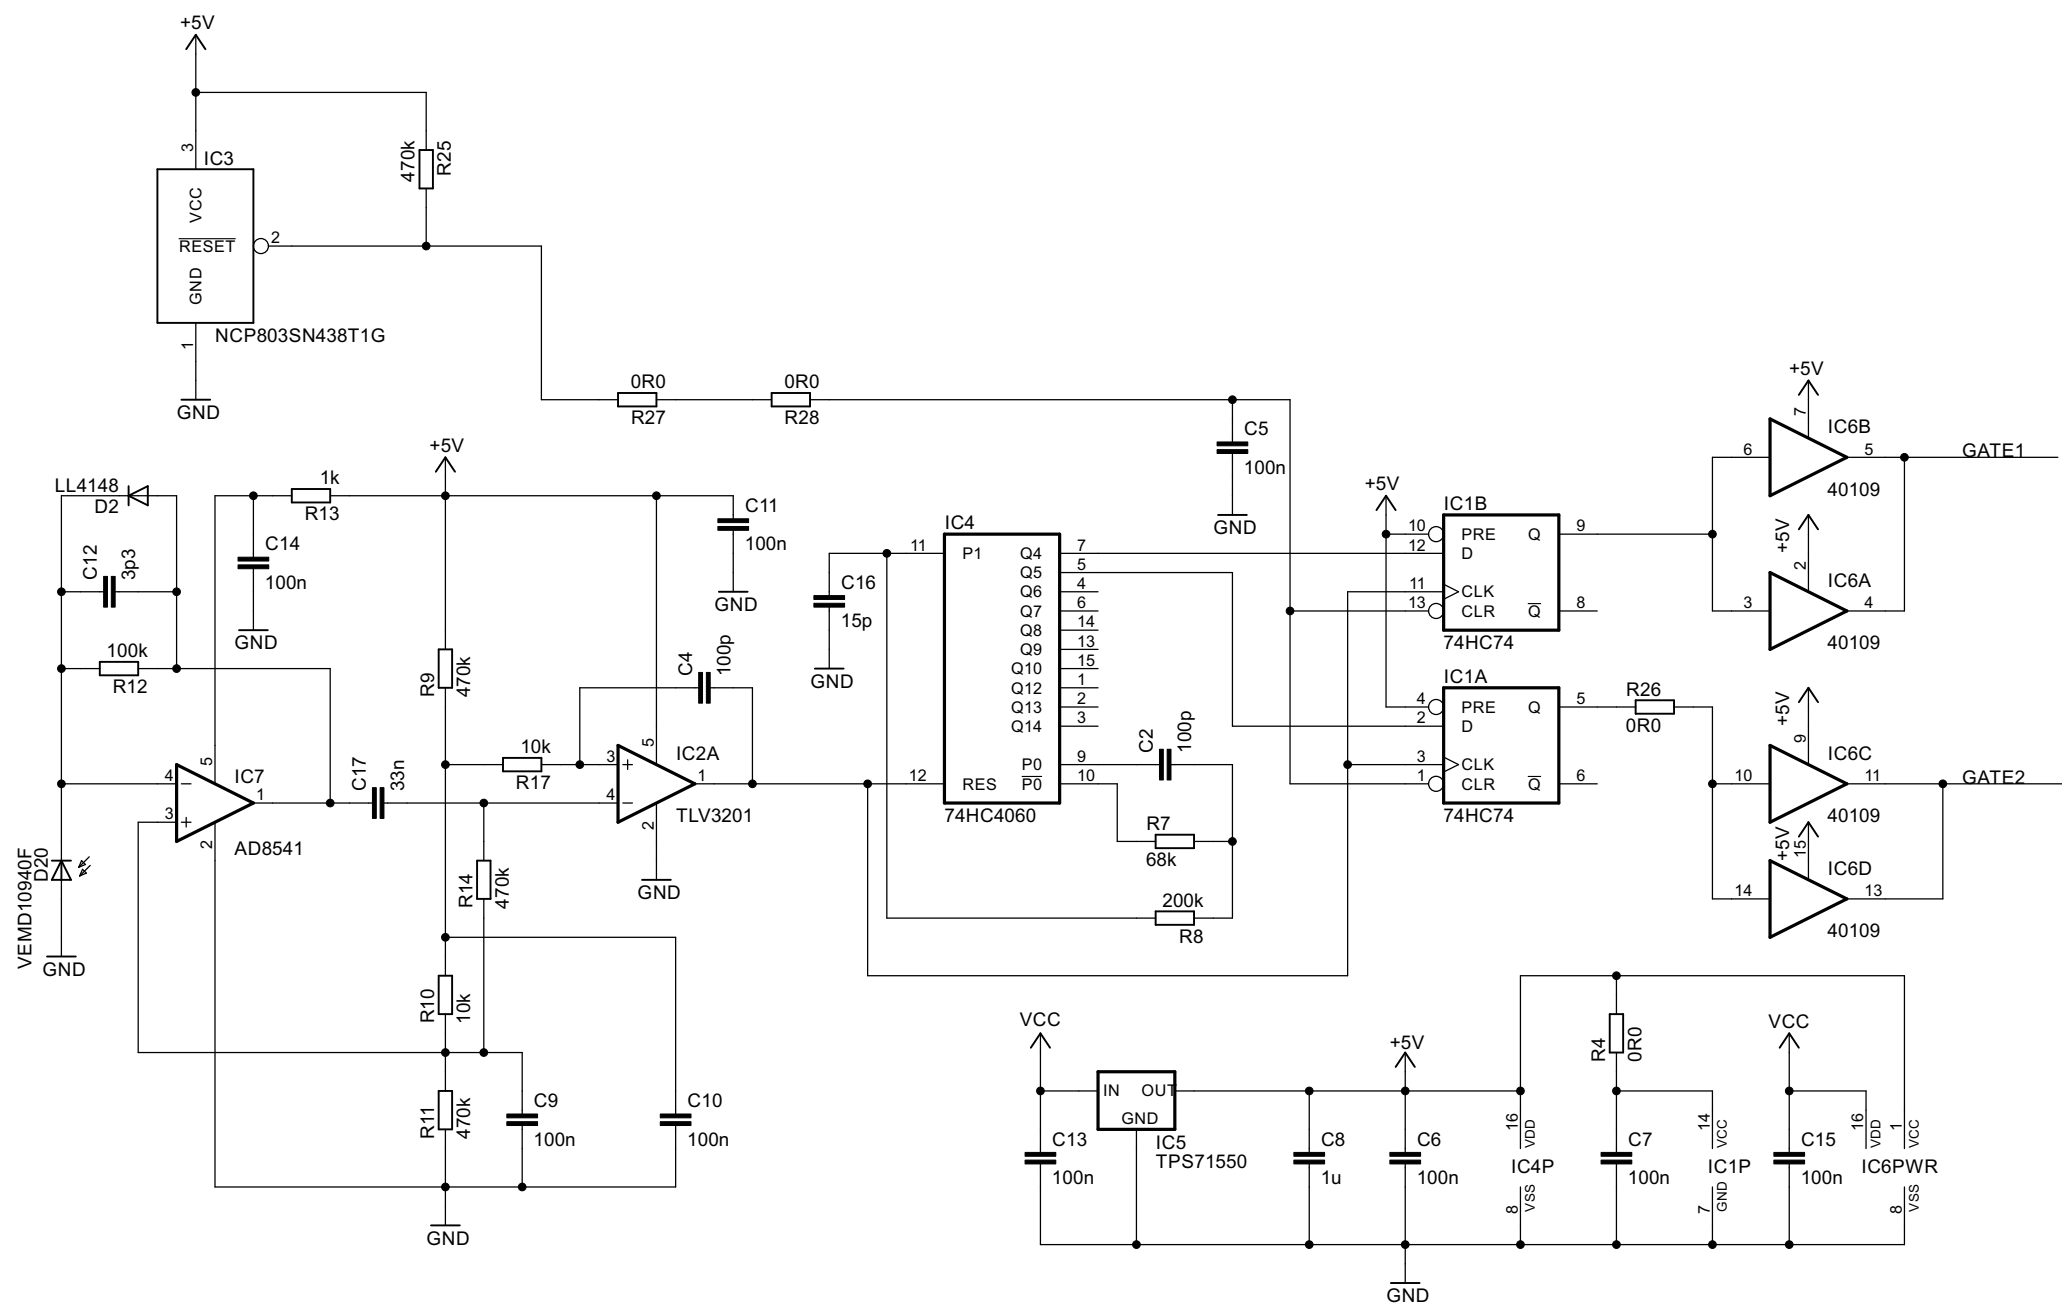 +5V
3
IC3
VCC
RESET
GND
2
1
NCP803SN438T1G
GND
470k
R25
0R0
R27
0R0
R28
C5
100n
GND
+5V
LL4148
D2
1k
R13
C14
100n
GND
C11
100n
GND
C12
3p3
100k
R12
R9
470k
C4
100p
10k
R17
4
3
5
2
1
IC7
AD8541
C17
33n
3
4
5
2
1
IC2A
TLV3201
GND
VEMD10940F
D20
GND
R14
470k
R10
10k
R11
470k
C9
100n
C10
100n
GND
C16
15p
GND
IC4
11
P1
12
RES
Q4
7
Q5
5
Q6
4
Q7
6
Q8
14
Q9
13
Q10
15
Q12
1
Q13
2
Q14
3
P0
9
P0
10
74HC4060
C2
100p
R7
68k
200k
R8
+5V
IC1B
10
PRE
12
D
11
CLK
13
CLR
Q
9
Q
8
74HC74
IC1A
4
PRE
2
D
3
CLK
1
CLR
Q
5
Q
6
74HC74
R26
0R0
+5V
7
IC6B
6
5
40109
GATE1
+5V
2
IC6A
3
4
40109
+5V
9
IC6C
10
11
40109
GATE2
+5V
15
IC6D
14
13
40109
VCC
IN
OUT
GND
IC5
TPS71550
C13
100n
C8
1u
+5V
C6
100n
16
VDD
IC4P
8
VSS
R4
0R0
C7
100n
14
VCC
IC1P
7
GND
VCC
C15
100n
16
VDD
1
VCC
IC6PWR
8
VSS
GND